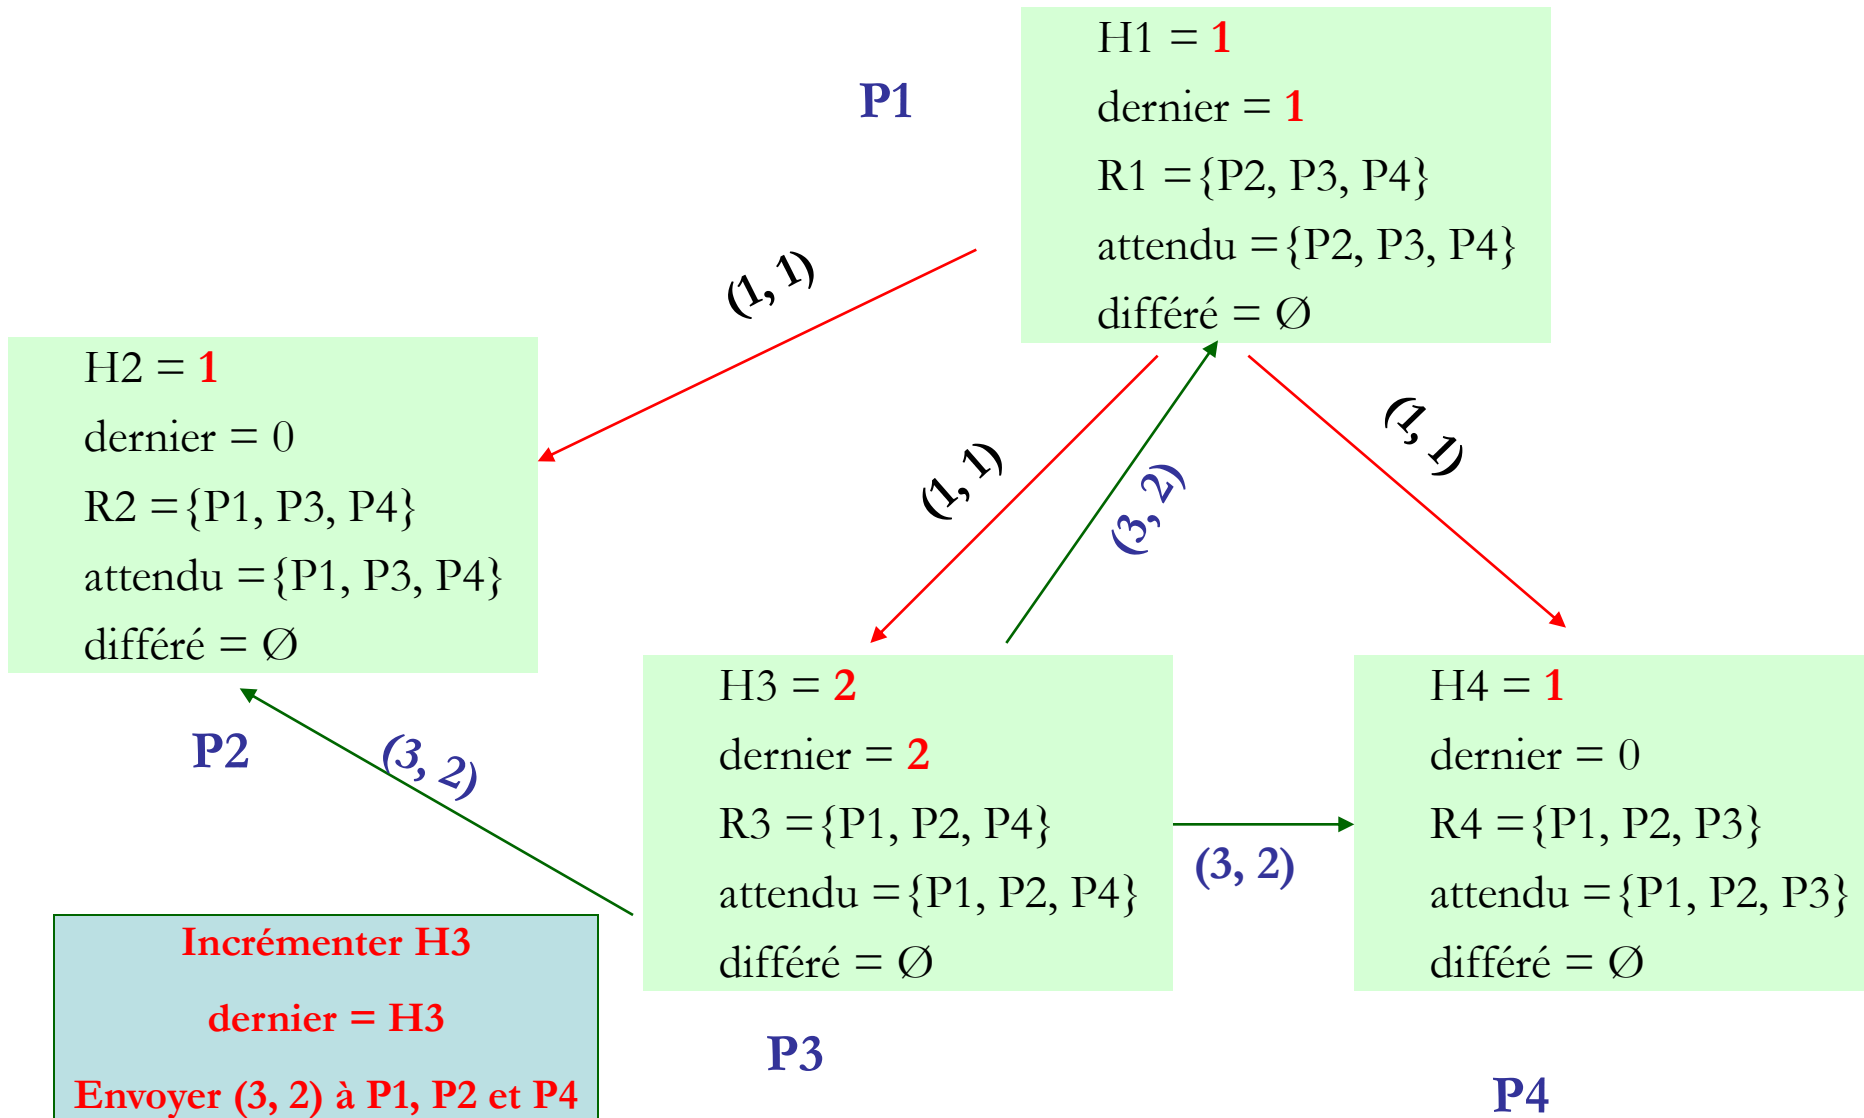 P1
H1 = 1
dernier = 1
R1 ={P2, P3, P4}
attendu ={P2, P3, P4}
différé = Ø
(1, 1)
(1, 1)
(1, 1)
(3, 2)
H2 = 1
dernier = 0
R2 ={P1, P3, P4}
attendu ={P1, P3, P4}
différé = Ø
P2
(3, 2)
H3 = 2
dernier = 2
R3 ={P1, P2, P4}
attendu ={P1, P2, P4}
différé = Ø
P3
(3, 2)
H4 = 1
dernier = 0
R4 ={P1, P2, P3}
attendu ={P1, P2, P3}
différé = Ø
P4
Incrémenter H3
dernier = H3
Envoyer (3, 2) à P1, P2 et P4